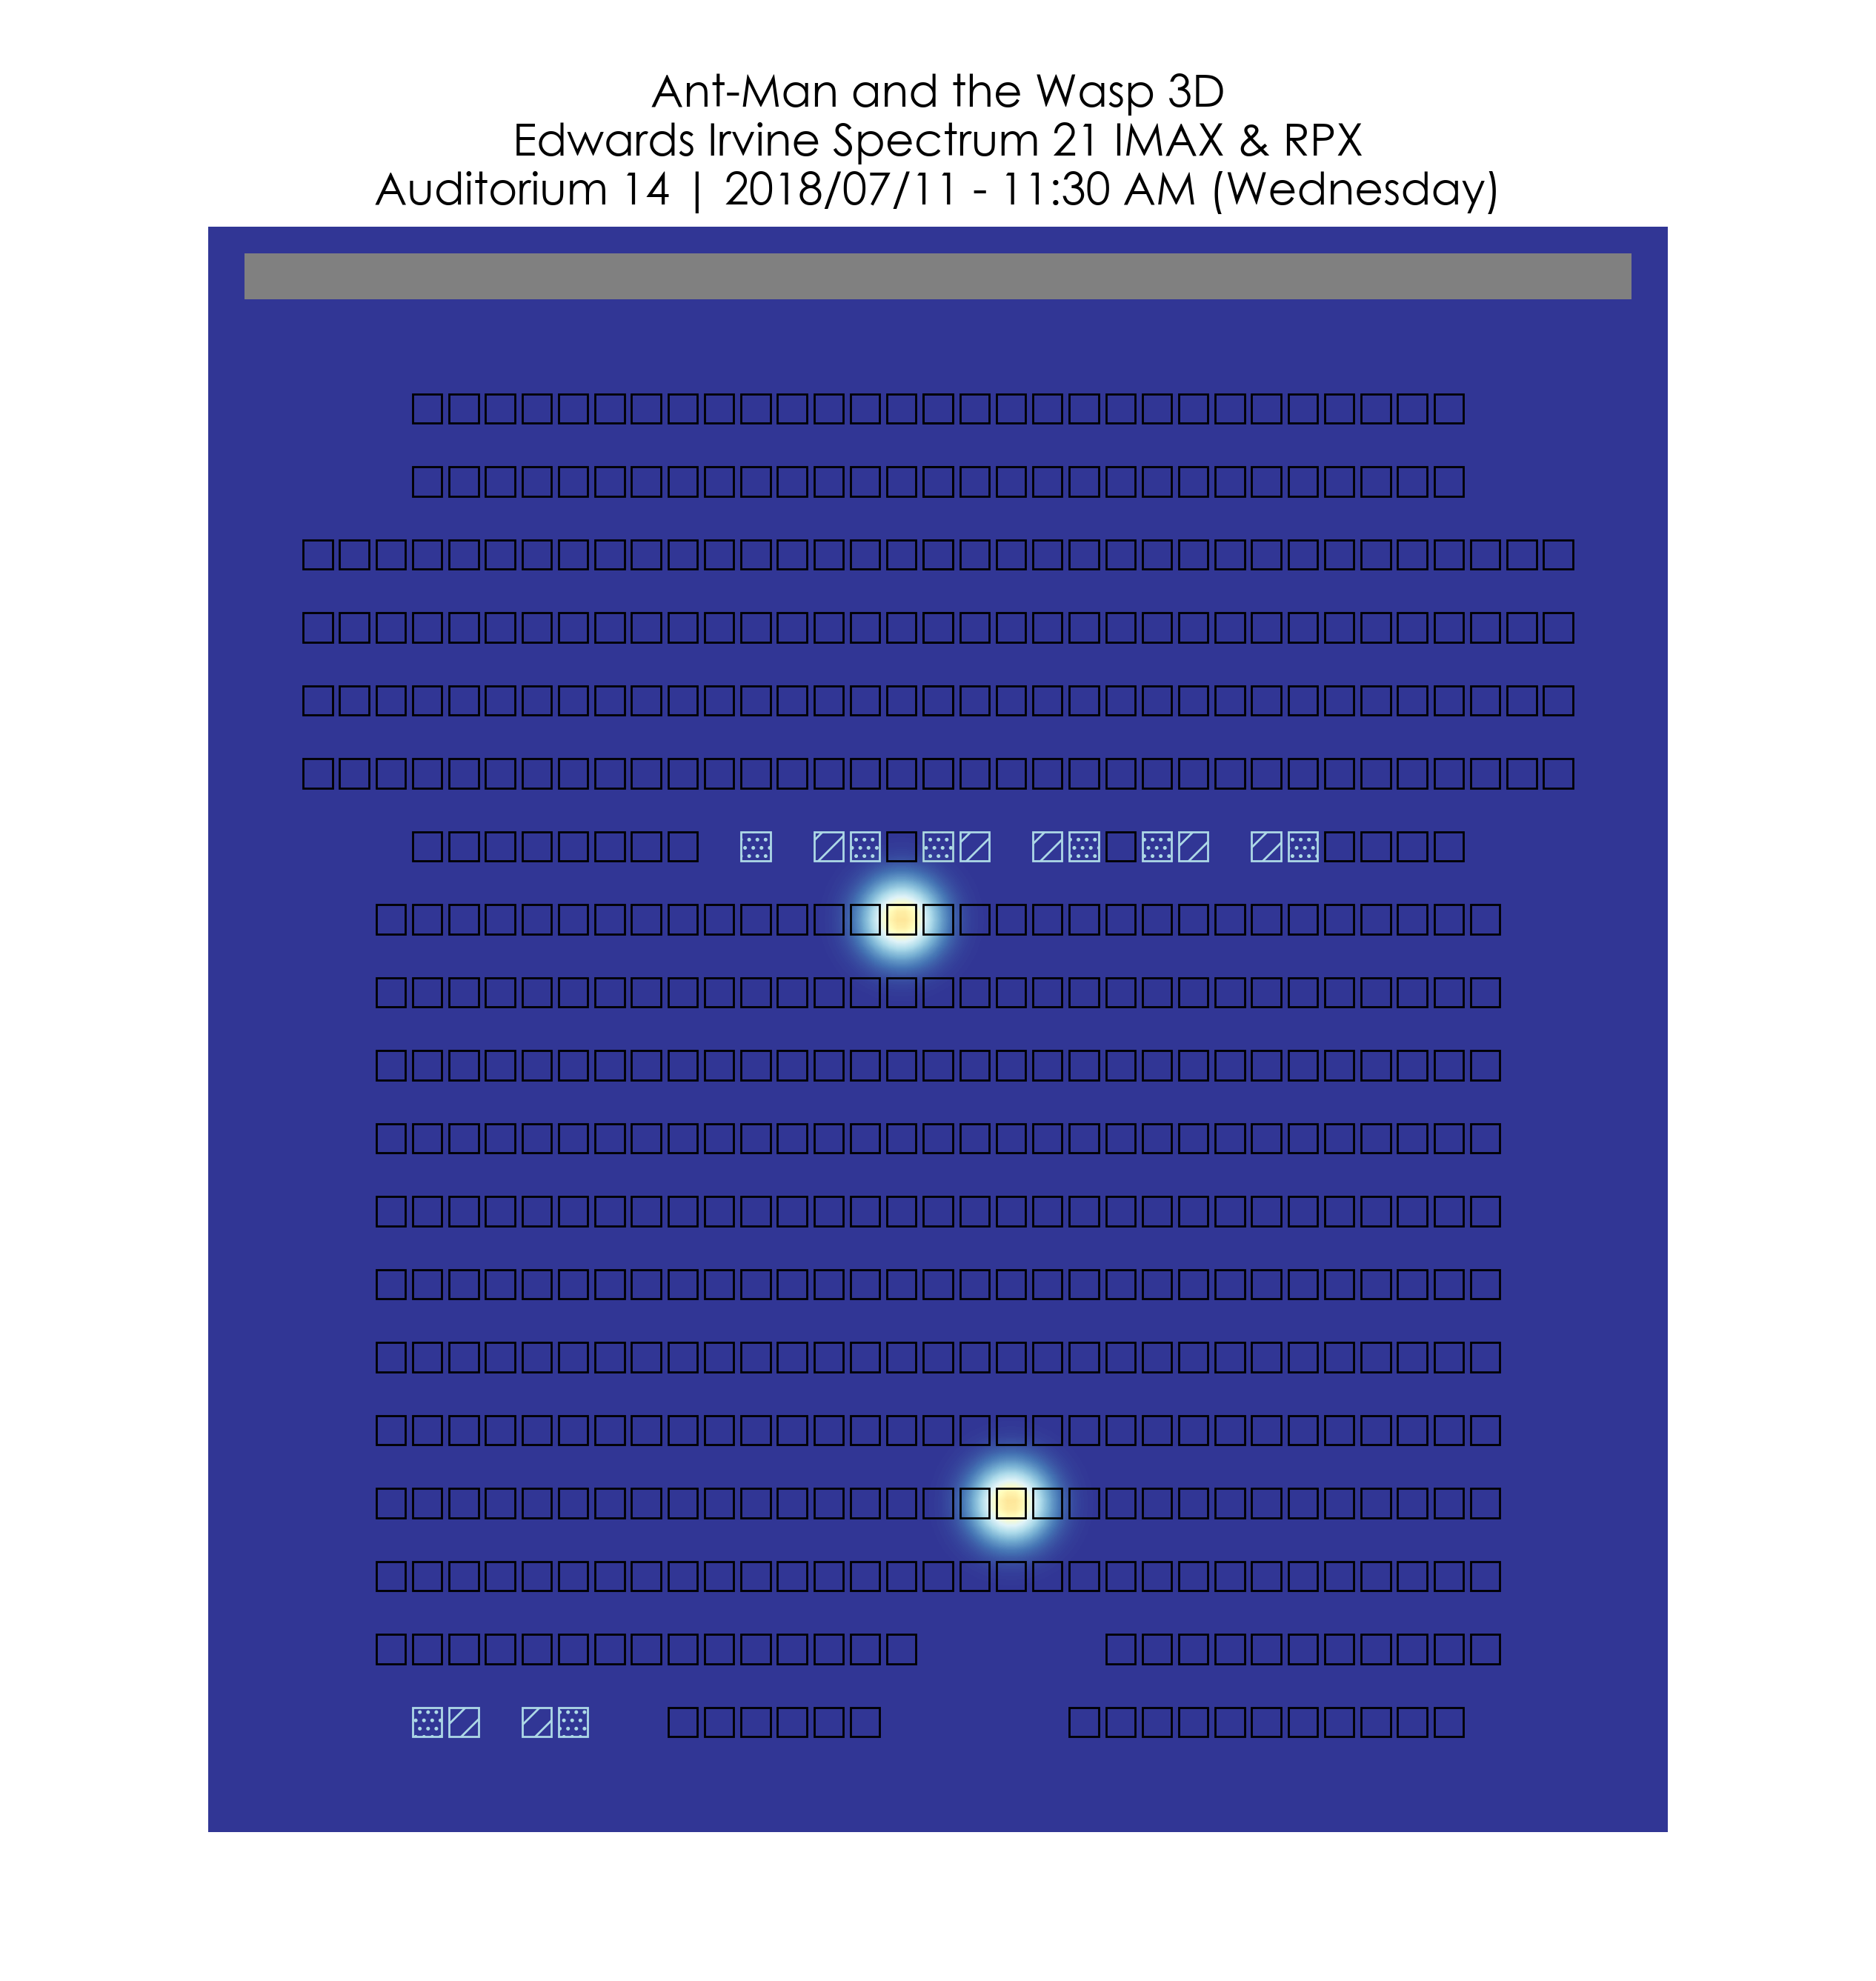 Ant-Man and the Wasp 3D
Edwards Irvine Spectrum 21 IMAX & RPX
Auditorium 14 | 2018/07/11 - 11:30 AM (Wednesday)